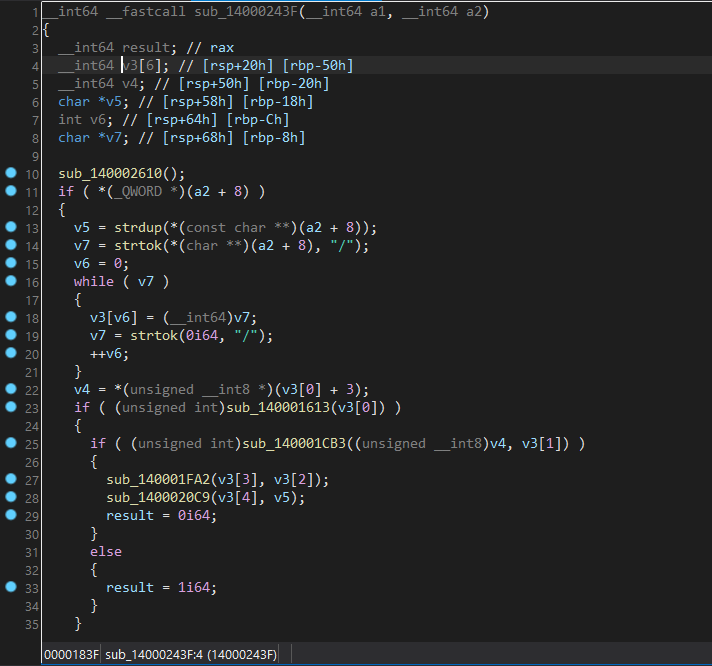 1 __int64 __fastcall sub_14000243F(__int64 a1, __int64 a2)
2 {
3   __int64 result; // rax
4   __int64 v3[6]; // [rsp+20h] [rbp-50h]
5   __int64 v4; // [rsp+50h] [rbp-20h]
6   char *v5; // [rsp+58h] [rbp-18h]
7   int v6; // [rsp+64h] [rbp-Ch]
8   char *v7; // [rsp+68h] [rbp-8h]
9
10   sub_140002610();
11   if ( *(_QWORD *)(a2 + 8) )
12   {
13     v5 = strdup(*(const char **)(a2 + 8));
14     v7 = strtok(*(char **)(a2 + 8), "/");
15     v6 = 0;
16     while ( v7 )
17     {
18       v3[v6] = (__int64)v7;
19       v7 = strtok(0i64, "/");
20       ++v6;
21     }
22     v4 = *(unsigned __int8 *)(v3[0] + 3);
23     if ( (unsigned int)sub_140001613(v3[0]) )
24     {
25       if ( (unsigned int)sub_140001CB3((unsigned __int8)v4, v3[1]) )
26       {
27         sub_140001FA2(v3[3], v3[2]);
28         sub_1400020C9(v3[4], v5);
29         result = 0i64;
30       }
31       else
32       {
33         result = 1i64;
34       }
35     }
0000183F sub_14000243F:4 (14000243F)